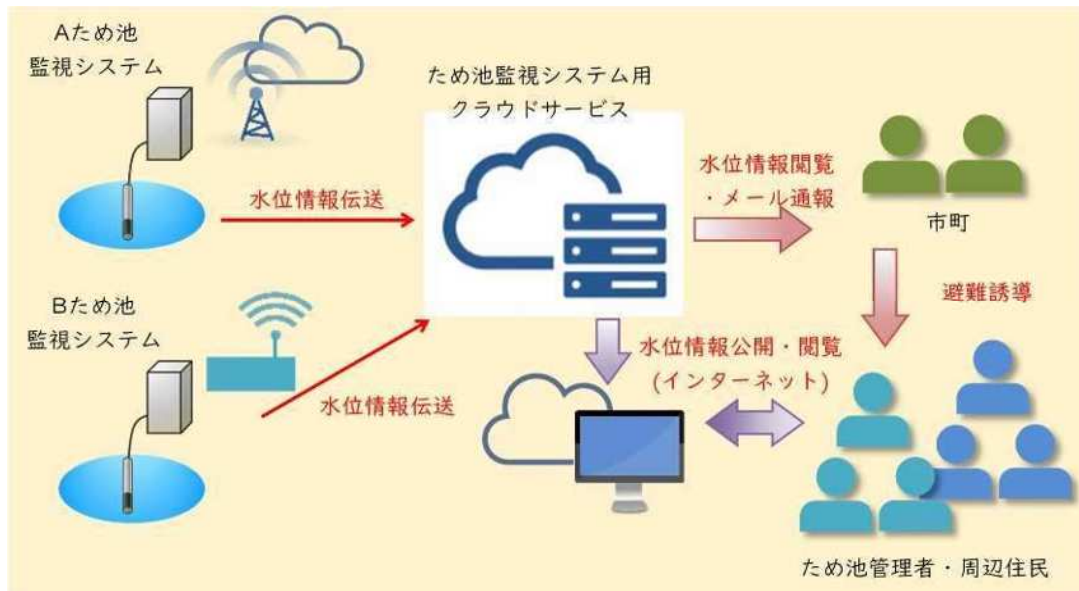 Aため池
監視システム
ため池監視システム用
クラウドサービス
水位情報伝送
水位情報閲覧
・メール通報
市町
避難誘導
Bため池
監視システム
水位情報伝送
水位情報公開・閲覧
(インターネット)
ため池管理者・周辺住民